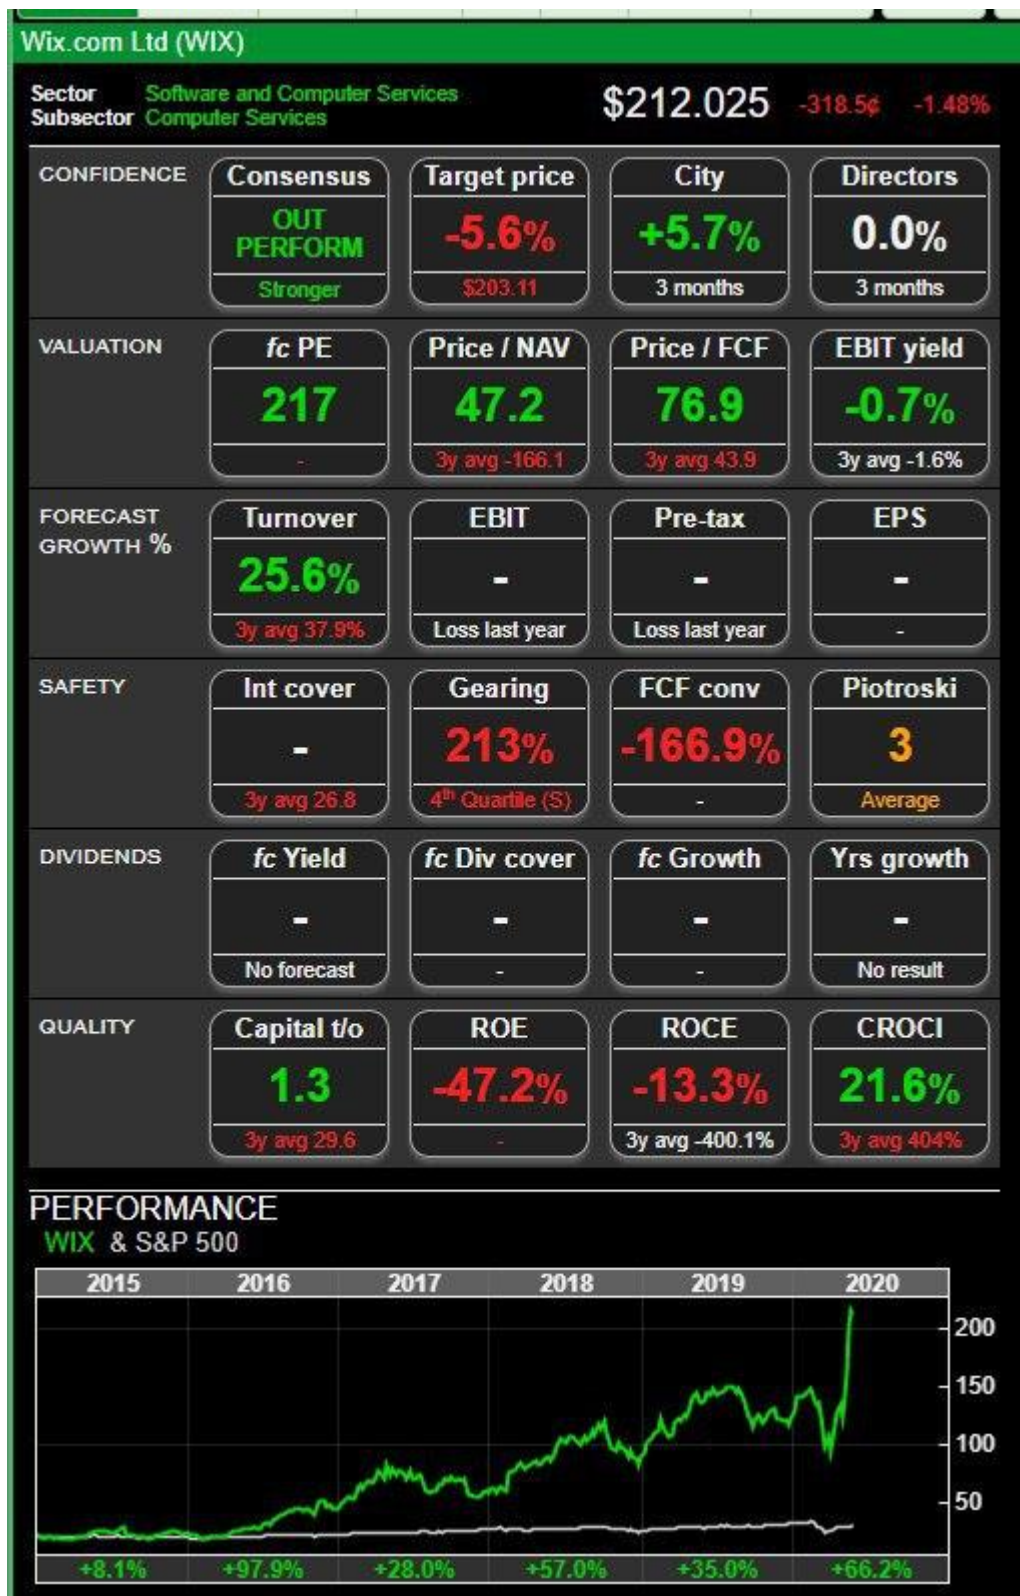 Wix.com Ltd (WIX)
Sector Software and Computer Services
Subsector Computer Services
$212.025 -318.5¢ -1.48%
CONFIDENCE
Consensus Target price City Directors
OUT PERFORM -5.6% +5.7% 0.0%
Stronger $203.11 3 months 3 months
VALUATION
fc PE Price / NAV Price / FCF EBIT yield
217 47.2 76.9 -0.7%
- 3y avg -166.1 3y avg 43.9 3y avg -1.6%
FORECAST
GROWTH %
Turnover EBIT Pre-tax EPS
25.6% - - -
3y avg 37.9% Loss last year Loss last year -
SAFETY
Int cover Gearing FCF conv Piotroski
- 213% -166.9% 3
3y avg 26.8 4th Quartile (S) - Average
DIVIDENDS
fc Yield fc Div cover fc Growth Yrs growth
- - - -
No forecast - - No result
QUALITY
Capital t/o ROE ROCE CROCI
1.3 -47.2% -13.3% 21.6%
3y avg 29.6 - 3y avg -400.1% 3y avg 404%
PERFORMANCE
WIX & S&P 500
2015 2016 2017 2018 2019 2020
200
150
100
50
+8.1% +97.9% +28.0% +57.0% +35.0% +66.2%